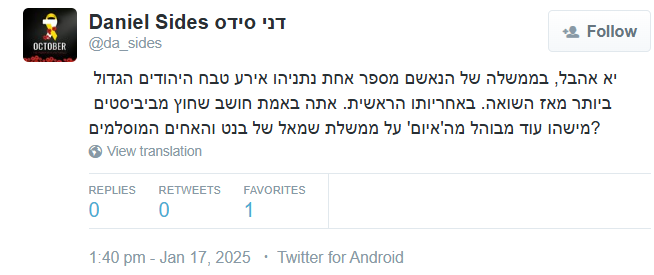 OCTOBER
Daniel Sides דני סידס
@da_sides
Follow
יא אהבל, בממשלה של הנאשם מספר אחת נתניהו אירע טבח היהודים הגדול
ביותר מאז השואה. באחריותו הראשית. אתה באמת חושב שחוץ מביביסטים
מישהו עוד מבוהל מה'איום' על ממשלת שמאל של בנט והאחים המוסלמים?
View translation
REPLIES RETWEETS FAVORITES
0 0 1
1:40 pm - Jan 17, 2025 · Twitter for Android